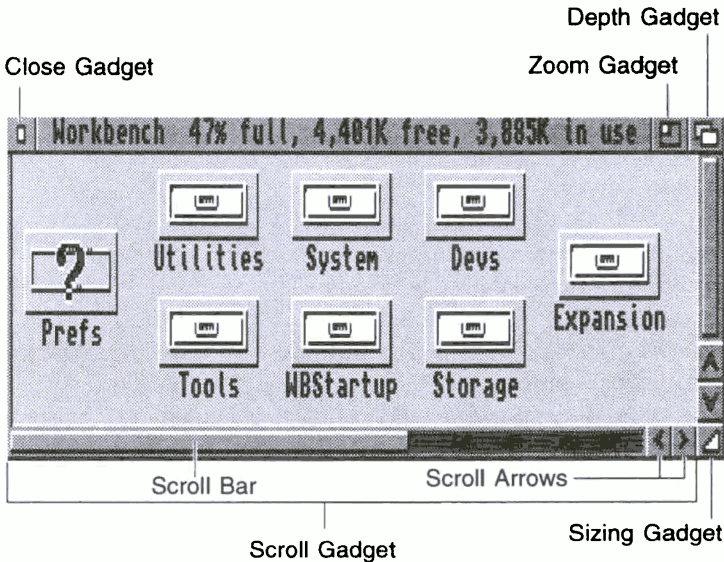 Depth Gadget
Close Gadget
Zoom Gadget
Workbench 47% full, 4,401K free, 3,885K in use
Utilities System Devs
Prefs
Expansion
Tools WBStartup Storage
Scroll Bar
Scroll Arrows
Sizing Gadget
Scroll Gadget